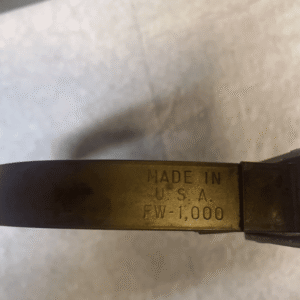 MADE IN
U. S. A.
FW-1,000